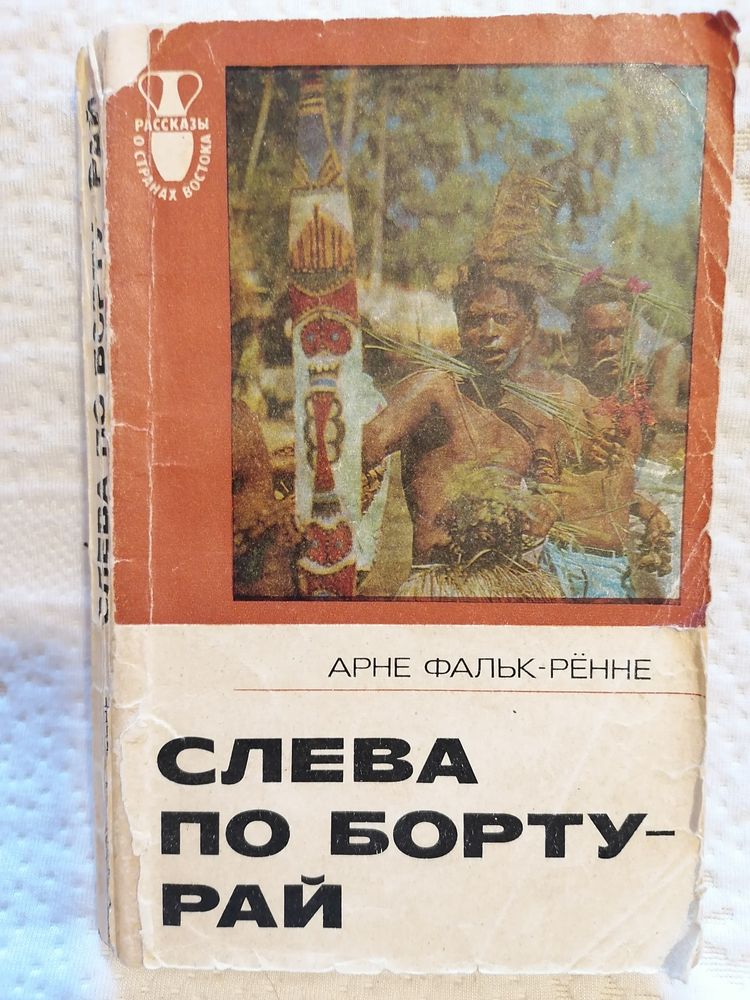 РАССКАЗЫ
О СТРАНАХ ВОСТОКА
АРНЕ ФАЛЬК-РЁННЕ
СЛЕВА
ПО БОРТУ-
РАЙ
СЛЕВА ПО БОРТУ РАЙ